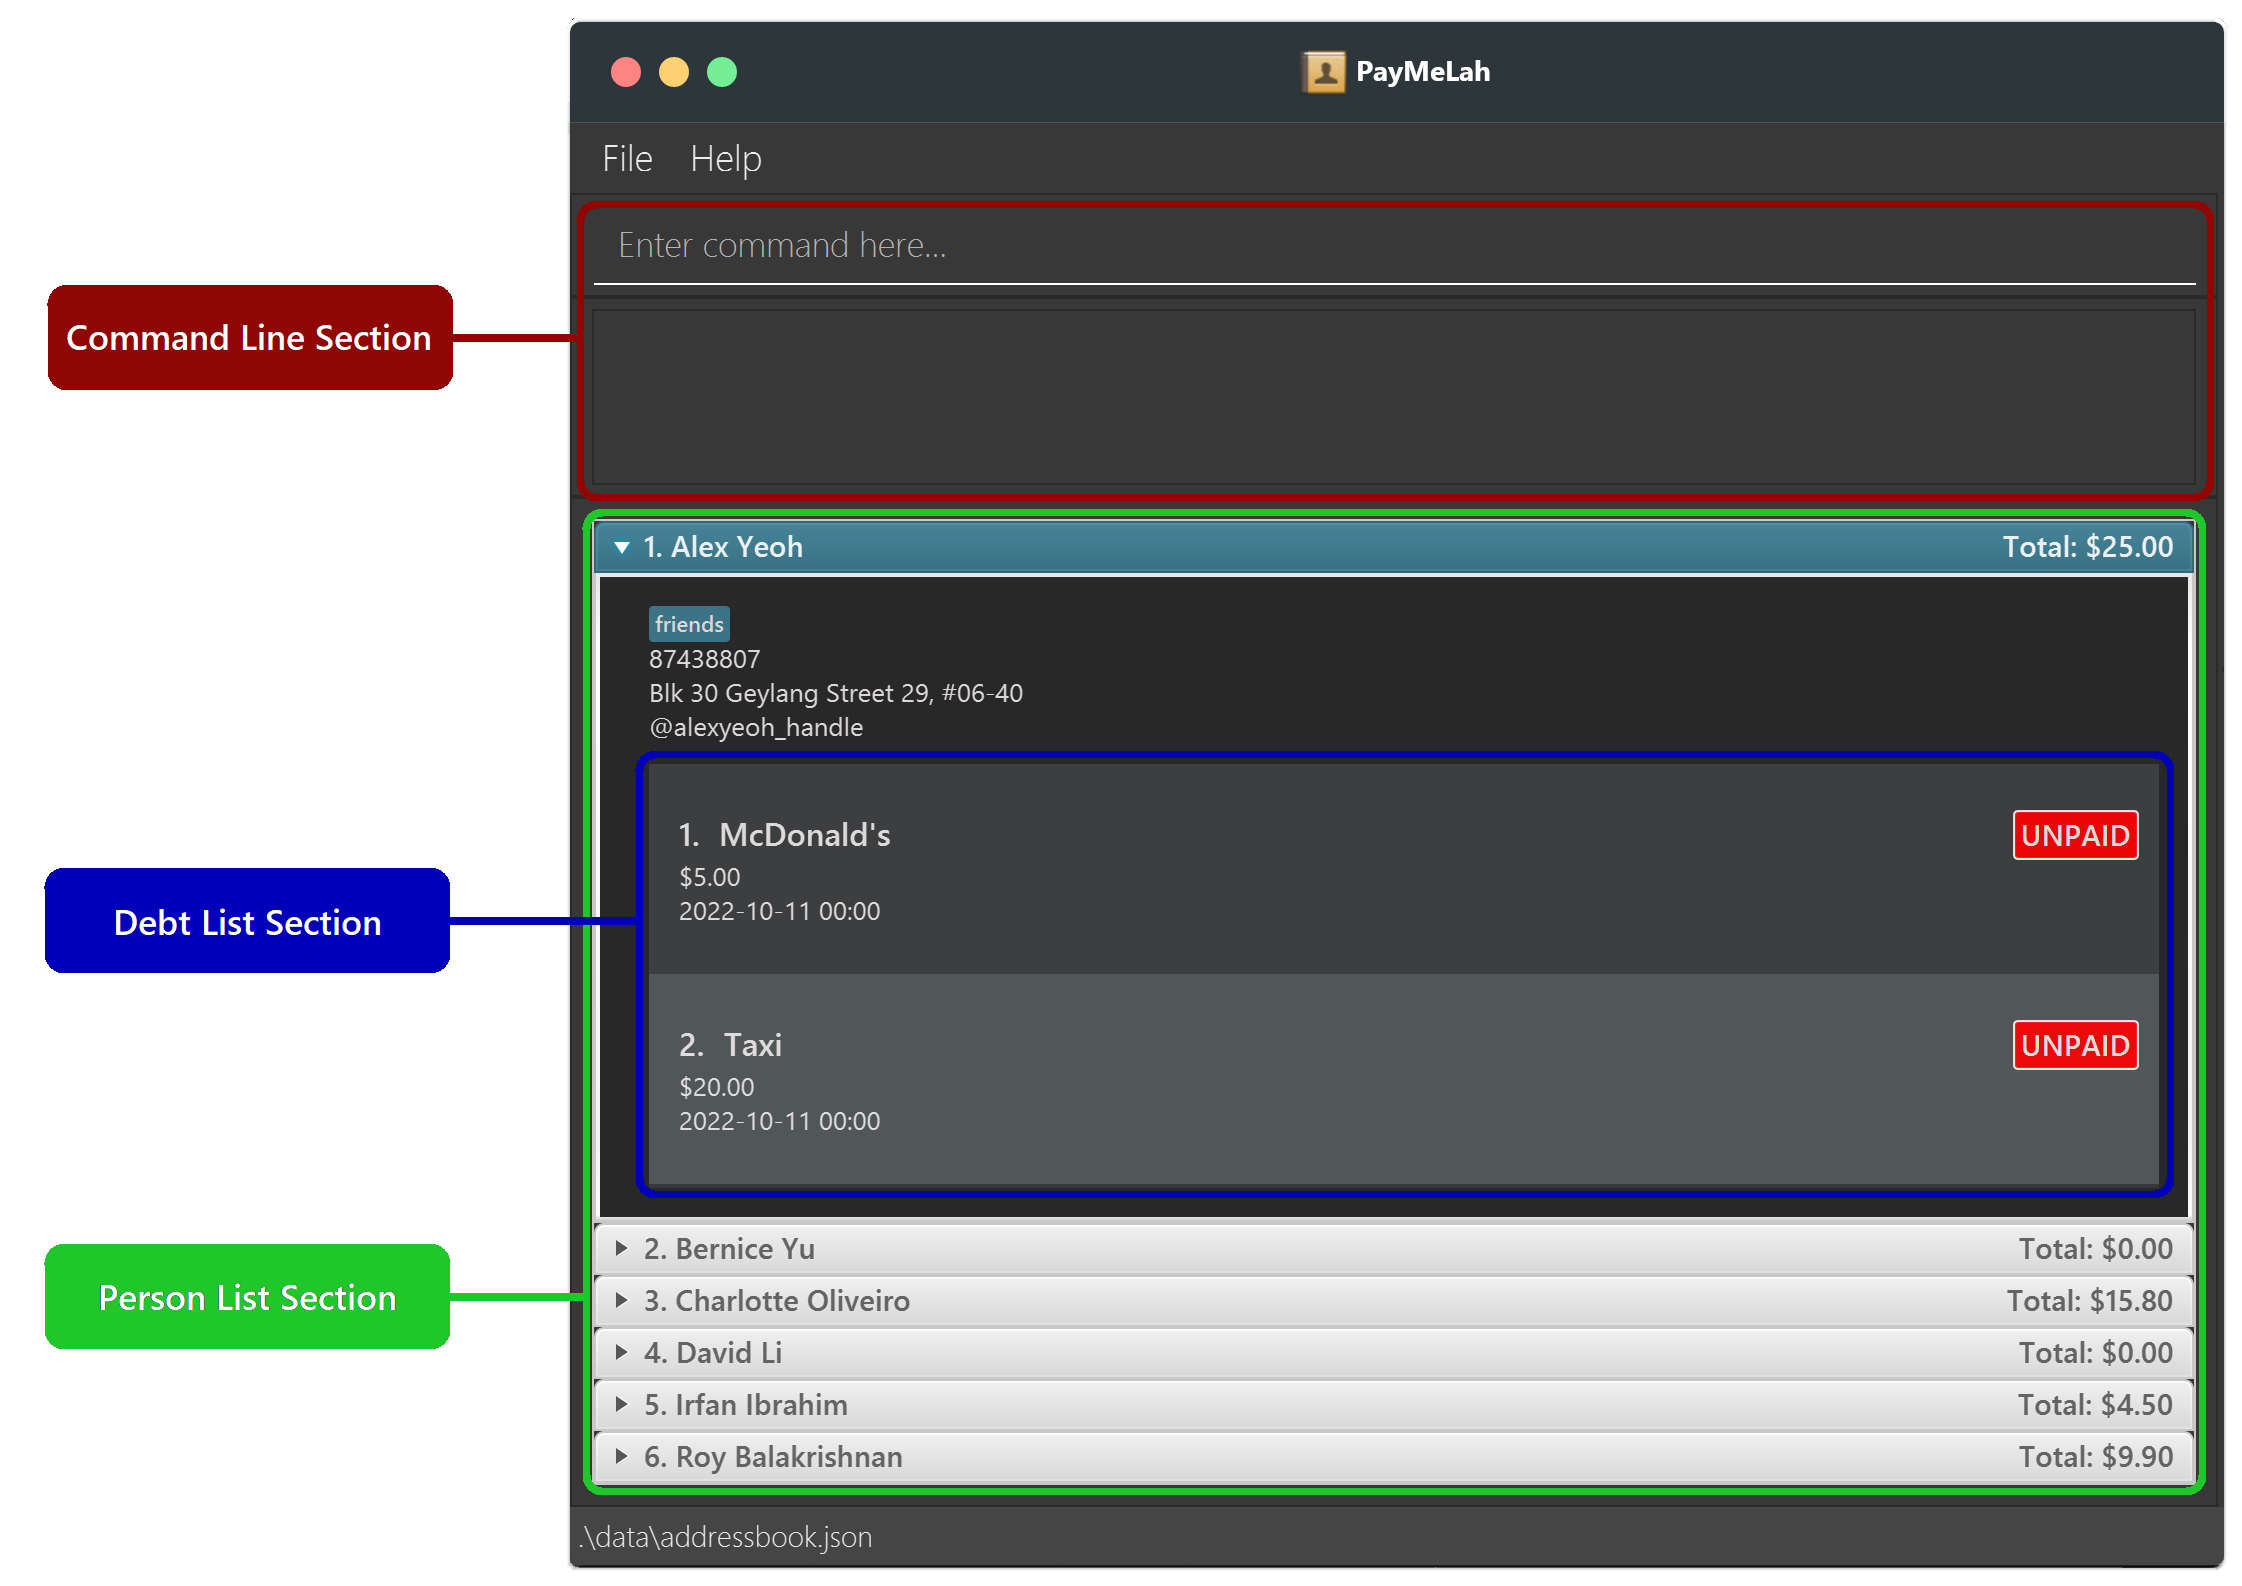 PayMeLah
File Help
Enter command here...
Command Line Section
1. Alex Yeoh Total: $25.00
friends
87438807
Blk 30 Geylang Street 29, #06-40
@alexyeoh_handle
1. McDonald's UNPAID
$5.00
2022-10-11 00:00
Debt List Section
2. Taxi UNPAID
$20.00
2022-10-11 00:00
2. Bernice Yu Total: $0.00
Person List Section
3. Charlotte Oliveiro Total: $15.80
4. David Li Total: $0.00
5. Irfan Ibrahim Total: $4.50
6. Roy Balakrishnan Total: $9.90
.\data\addressbook.json